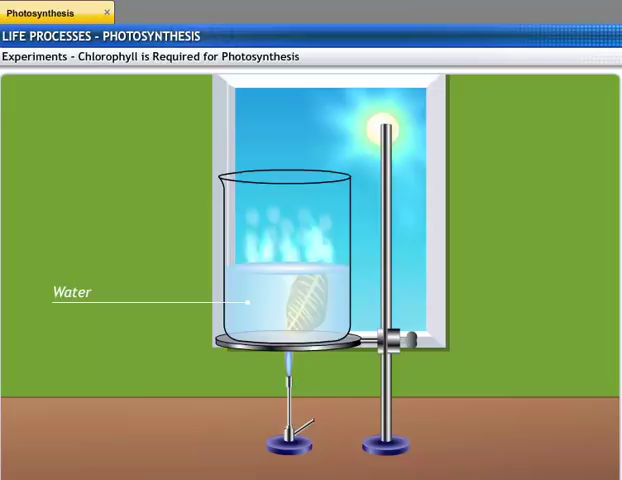 Photosynthesis
LIFE PROCESSES - PHOTOSYNTHESIS
Experiments - Chlorophyll is Required for Photosynthesis
Water